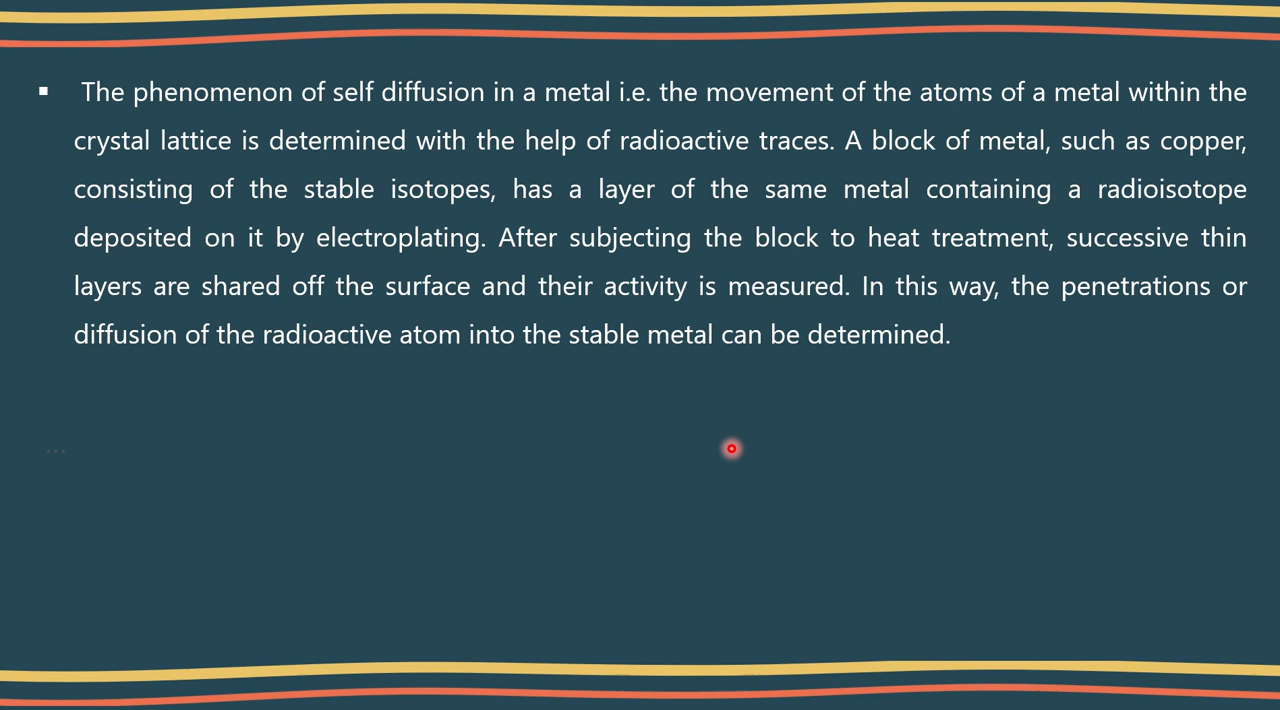 The phenomenon of self diffusion in a metal i.e. the movement of the atoms of a metal within the
crystal lattice is determined with the help of radioactive traces. A block of metal, such as copper,
consisting of the stable isotopes, has a layer of the same metal containing a radioisotope
deposited on it by electroplating. After subjecting the block to heat treatment, successive thin
layers are shared off the surface and their activity is measured. In this way, the penetrations or
diffusion of the radioactive atom into the stable metal can be determined.
...